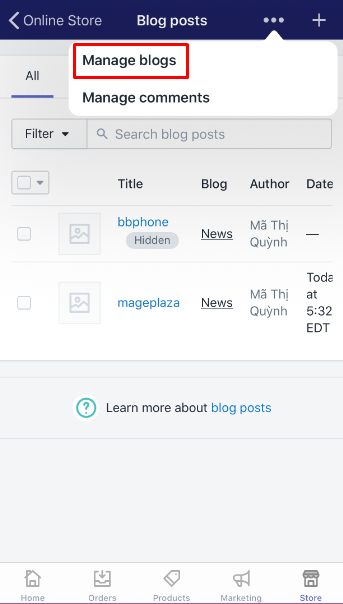 Online Store
Blog posts
Manage blogs
All
Manage comments
Filter
Search blog posts
Title Blog Author Date
bbphone
Hidden
News
Mã Thị
Quỳnh
—
mageplaza
News
Mã Thị
Quỳnh
Toda
at
5:32
EDT
Learn more about blog posts
Home Orders Products Marketing Store